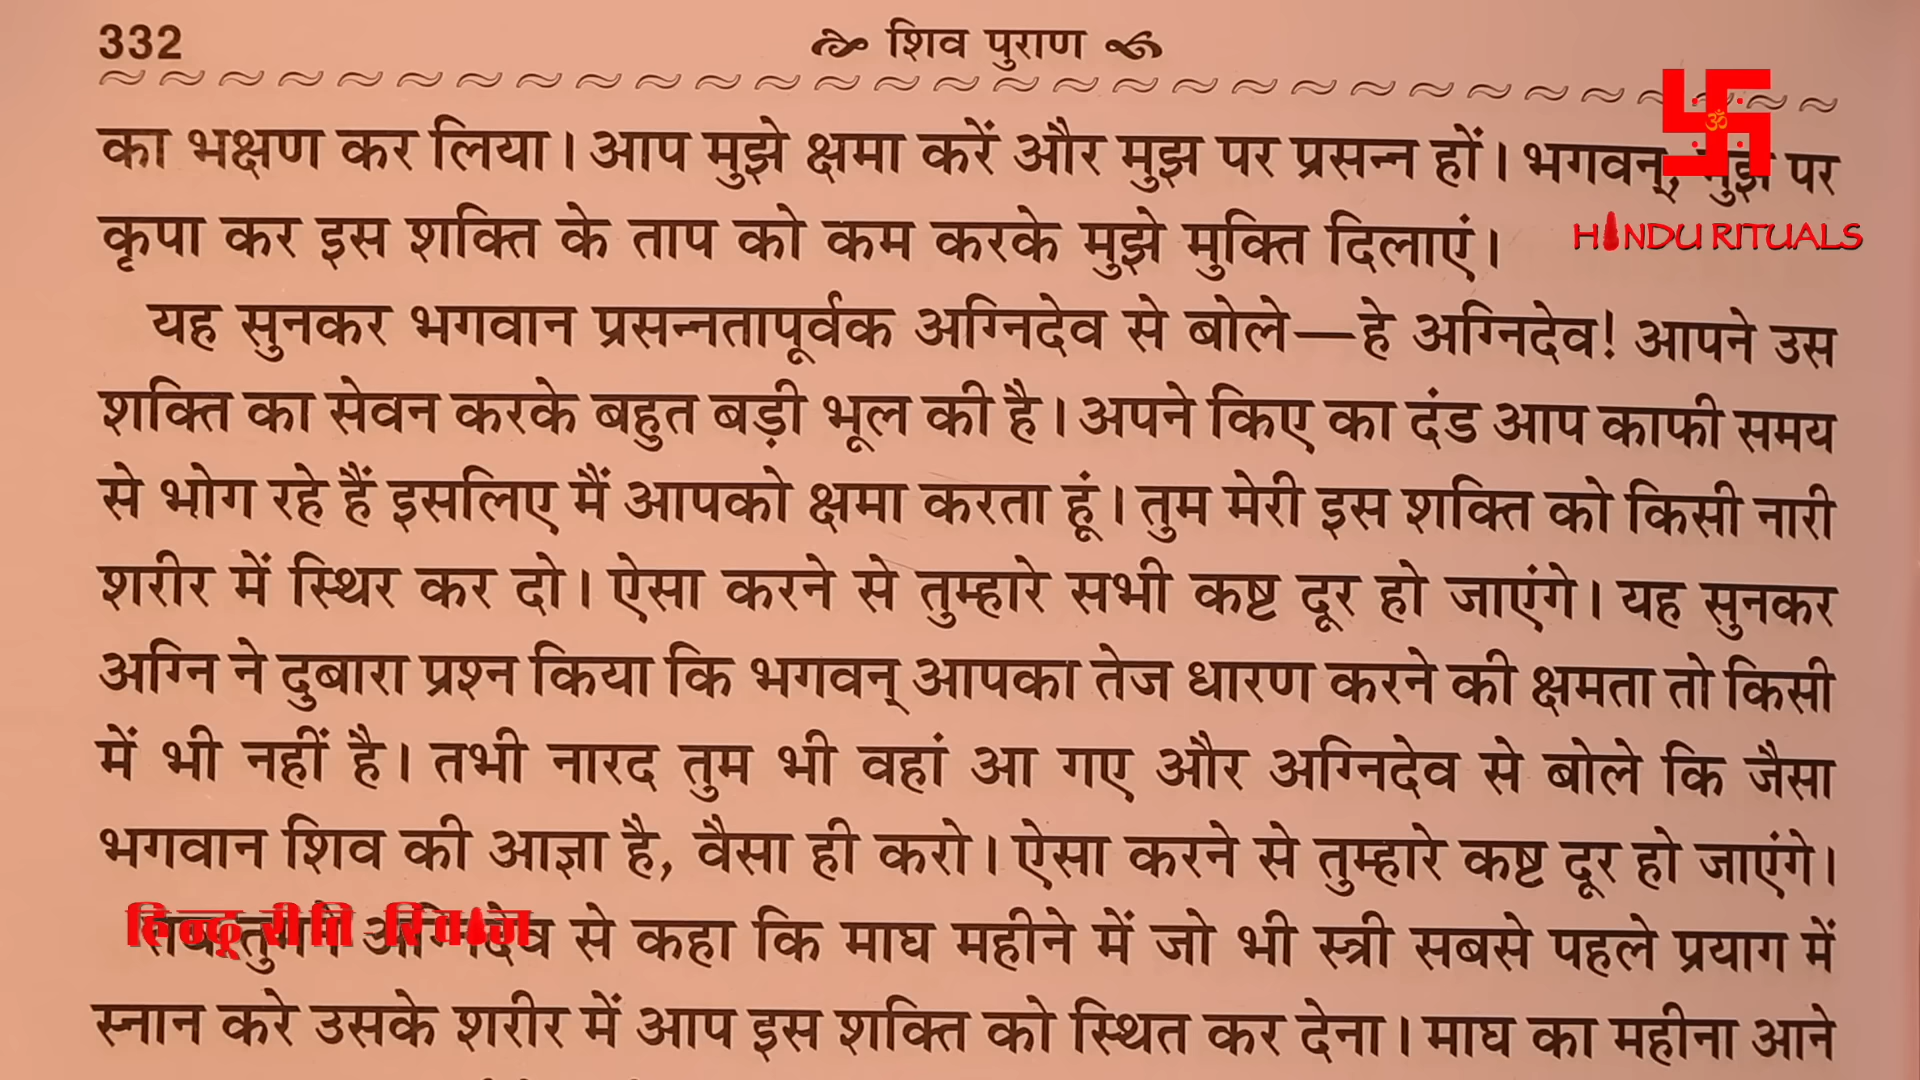 332
शिव पुराण
का भक्षण कर लिया। आप मुझे क्षमा करें और मुझ पर प्रसन्न हों। भगवन्, मुझ पर
HINDU RITUALS
कृपा कर इस शक्ति के ताप को कम करके मुझे मुक्ति दिलाएं।
यह सुनकर भगवान प्रसन्नतापूर्वक अग्निदेव से बोले—हे अग्निदेव! आपने उस
शक्ति का सेवन करके बहुत बड़ी भूल की है। अपने किए का दंड आप काफी समय
से भोग रहे हैं इसलिए मैं आपको क्षमा करता हूं। तुम मेरी इस शक्ति को किसी नारी
शरीर में स्थिर कर दो। ऐसा करने से तुम्हारे सभी कष्ट दूर हो जाएंगे। यह सुनकर
अग्नि ने दुबारा प्रश्न किया कि भगवन् आपका तेज धारण करने की क्षमता तो किसी
में भी नहीं है। तभी नारद तुम भी वहां आ गए और अग्निदेव से बोले कि जैसा
भगवान शिव की आज्ञा है, वैसा ही करो। ऐसा करने से तुम्हारे कष्ट दूर हो जाएंगे।
हिन्दू रीति रिवाज
तब तुमने अग्निदेव से कहा कि माघ महीने में जो भी स्त्री सबसे पहले प्रयाग में
स्नान करे उसके शरीर में आप इस शक्ति को स्थित कर देना। माघ का महीना आने